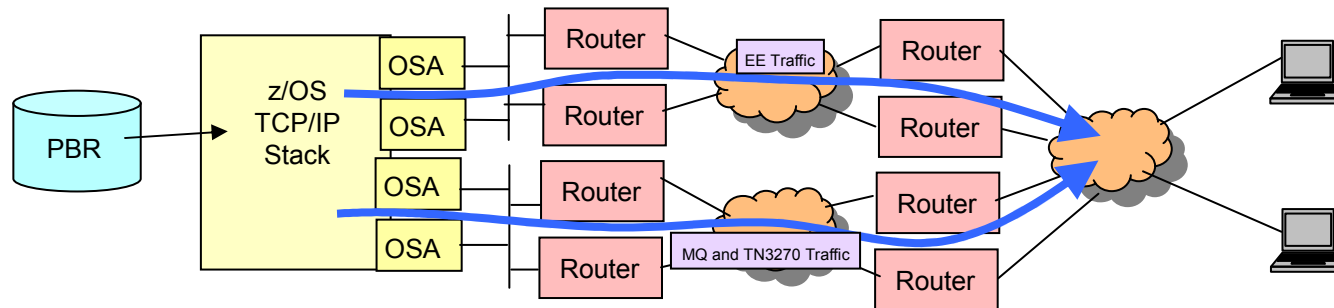 PBR
z/OS
TCP/IP
Stack
OSA
OSA
OSA
OSA
Router
Router
Router
Router
EE Traffic
MQ and TN3270 Traffic
Router
Router
Router
Router